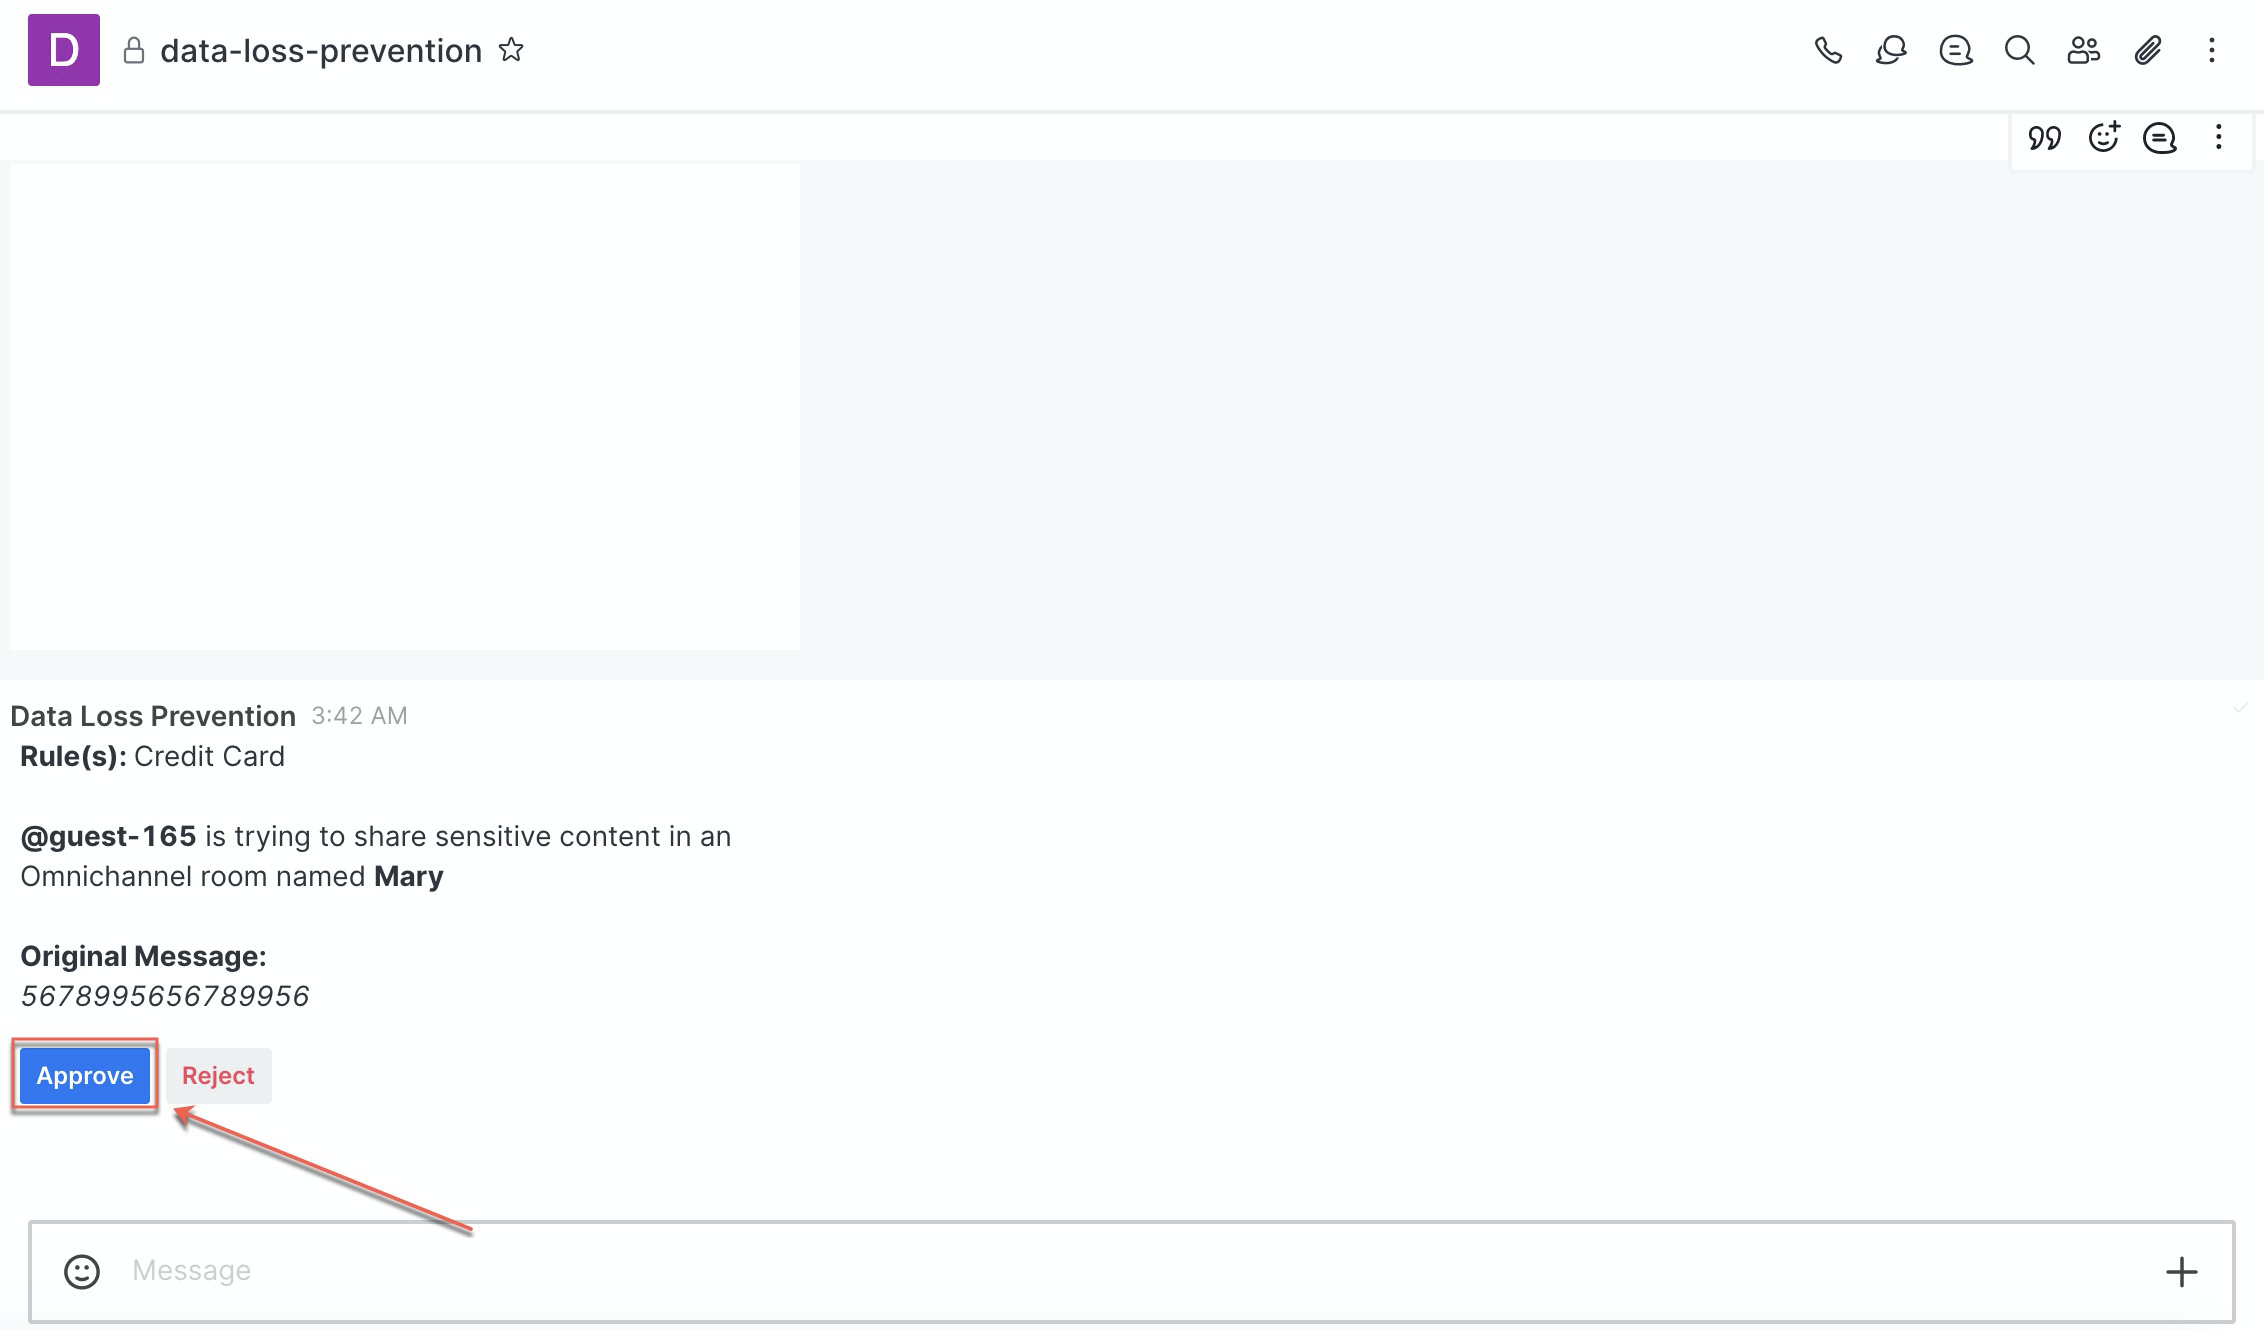 D data-loss-prevention
Data Loss Prevention 3:42 AM
Rule(s): Credit Card
@guest-165 is trying to share sensitive content in an
Omnichannel room named Mary
Original Message:
5678995656789956
Approve Reject
Message